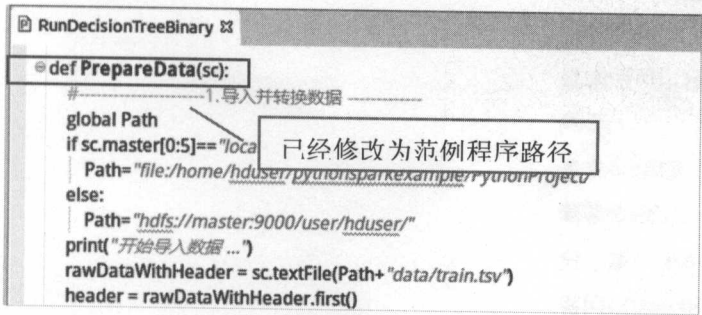 RunDecisionTreeBinary
def PrepareData(sc):
#--------------------1.导入并转换数据 --------------------
global Path
if sc.master[0:5]=="loca
已经修改为范例程序路径
Path="file:/home/hduser/pythonsparkexample/PythonProject/
else:
Path="hdfs://master:9000/user/hduser/"
print("开始导入数据 ...")
rawDataWithHeader = sc.textFile(Path+"data/train.tsv")
header = rawDataWithHeader.first()